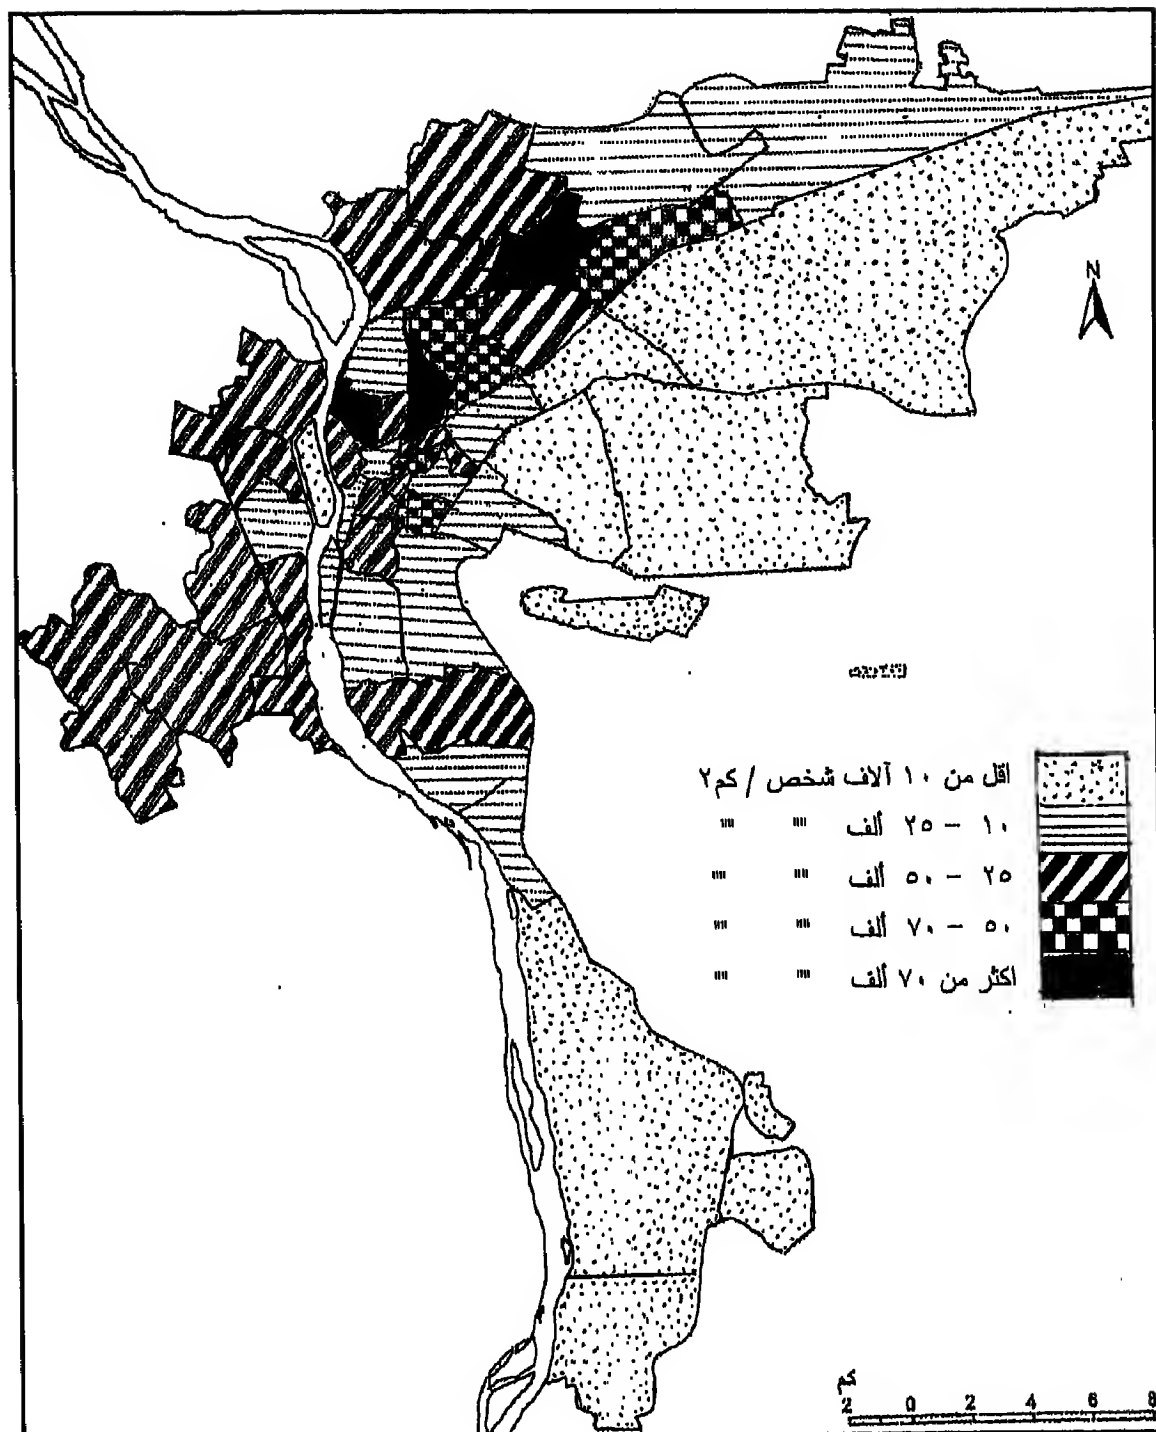 N
اقل من ١٠ آلاف شخص / كم٢
١٠ - ٢٥ ألف " "
٢٥ - ٥٠ ألف " "
٥٠ - ٧٠ ألف " "
اكثر من ٧٠ ألف " "
كم
2 0 2 4 6 8